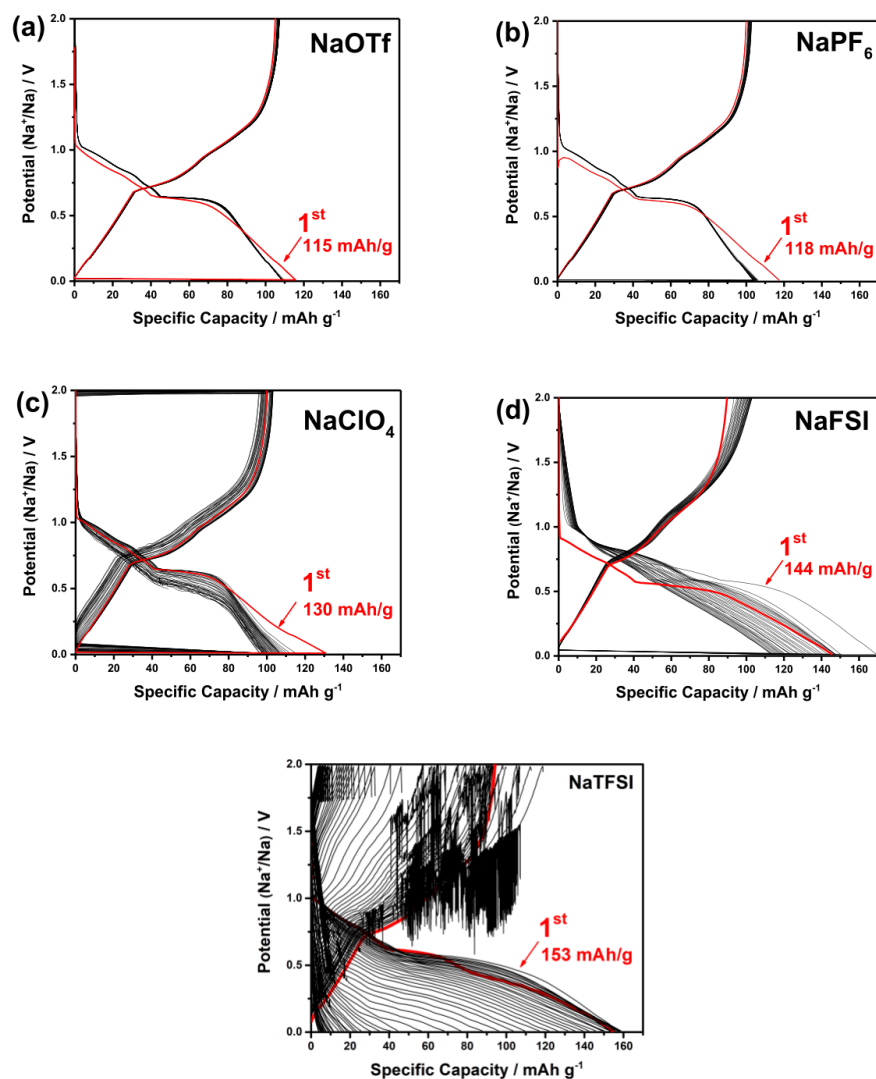 (a)
NaOTf
Potential (Na⁺/Na) / V
2.0
1.5
1.0
0.5
0.0
1st
115 mAh/g
0 20 40 60 80 100 120 140 160
Specific Capacity / mAh g⁻¹
(b)
NaPF₆
Potential (Na⁺/Na) / V
2.0
1.5
1.0
0.5
0.0
1st
118 mAh/g
0 20 40 60 80 100 120 140 160
Specific Capacity / mAh g⁻¹
(c)
NaClO₄
Potential (Na⁺/Na) / V
2.0
1.5
1.0
0.5
0.0
1st
130 mAh/g
0 20 40 60 80 100 120 140 160
Specific Capacity / mAh g⁻¹
(d)
NaFSI
Potential (Na⁺/Na) / V
2.0
1.5
1.0
0.5
0.0
1st
144 mAh/g
0 20 40 60 80 100 120 140 160
Specific Capacity / mAh g⁻¹
NaTFSI
Potential (Na⁺/Na) / V
2.0
1.5
1.0
0.5
0.0
1st
153 mAh/g
0 20 40 60 80 100 120 140 160
Specific Capacity / mAh g⁻¹